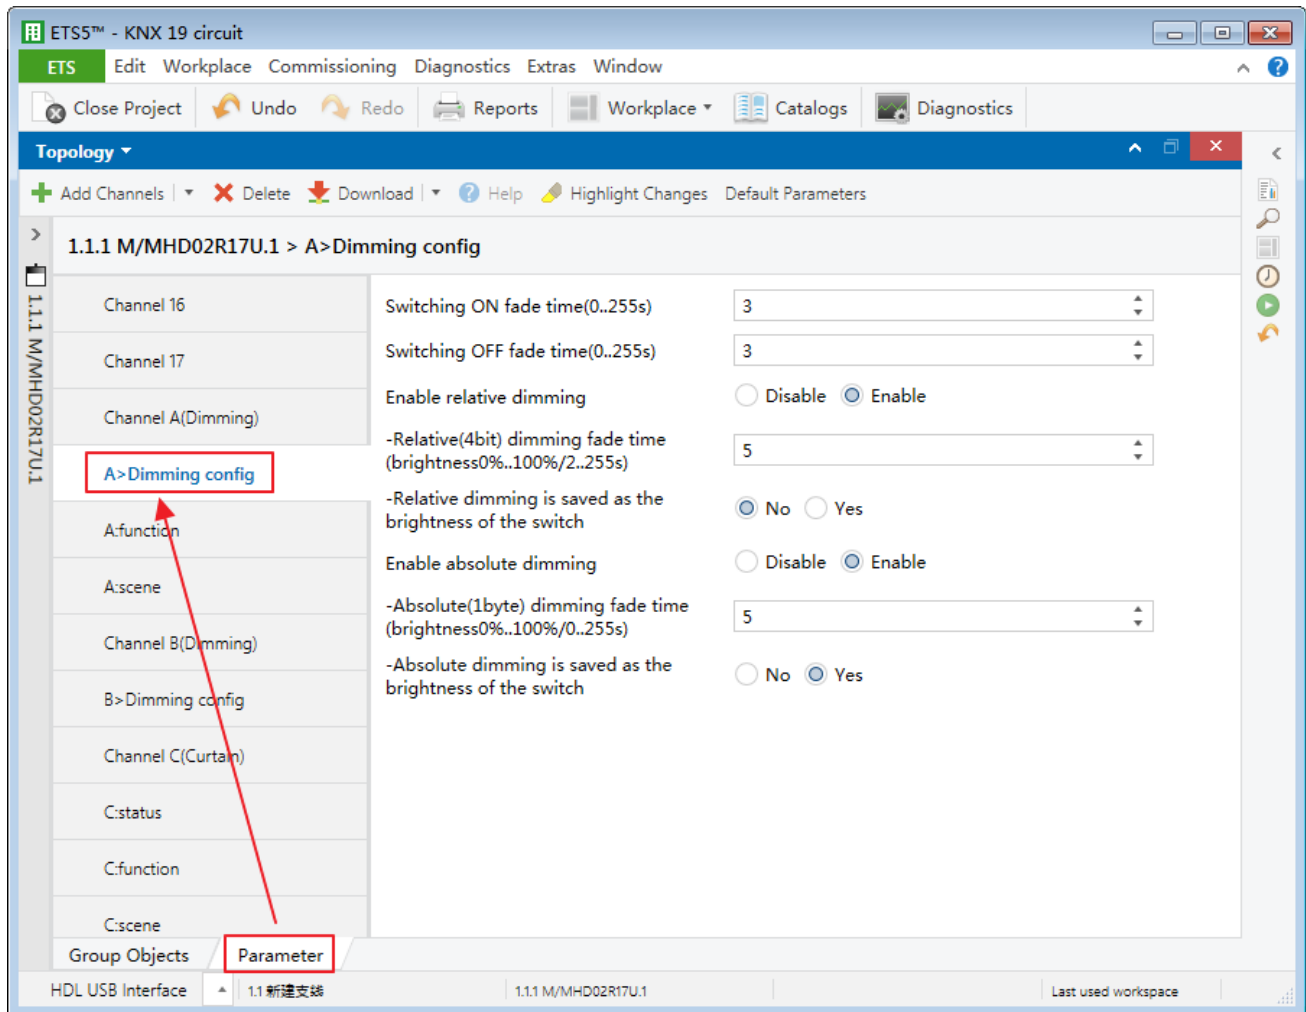 ETS5™ - KNX 19 circuit
ETS Edit Workplace Commissioning Diagnostics Extras Window
Close Project Undo Redo Reports Workplace Catalogs Diagnostics
Topology
Add Channels Delete Download Help Highlight Changes Default Parameters
1.1.1 M/MHD02R17U.1 > A>Dimming config
1.1.1 M/MHD02R17U.1
Channel 16
Channel 17
Channel A(Dimming)
A>Dimming config
A:function
A:scene
Channel B(Dimming)
B>Dimming config
Channel C(Curtain)
C:status
C:function
C:scene
Switching ON fade time(0..255s) 3
Switching OFF fade time(0..255s) 3
Enable relative dimming Disable Enable
-Relative(4bit) dimming fade time
(brightness0%..100%/2..255s) 5
-Relative dimming is saved as the
brightness of the switch No Yes
Enable absolute dimming Disable Enable
-Absolute(1byte) dimming fade time
(brightness0%..100%/0..255s) 5
-Absolute dimming is saved as the
brightness of the switch No Yes
Group Objects Parameter
HDL USB Interface 1.1 新建支线 1.1.1 M/MHD02R17U.1 Last used workspace